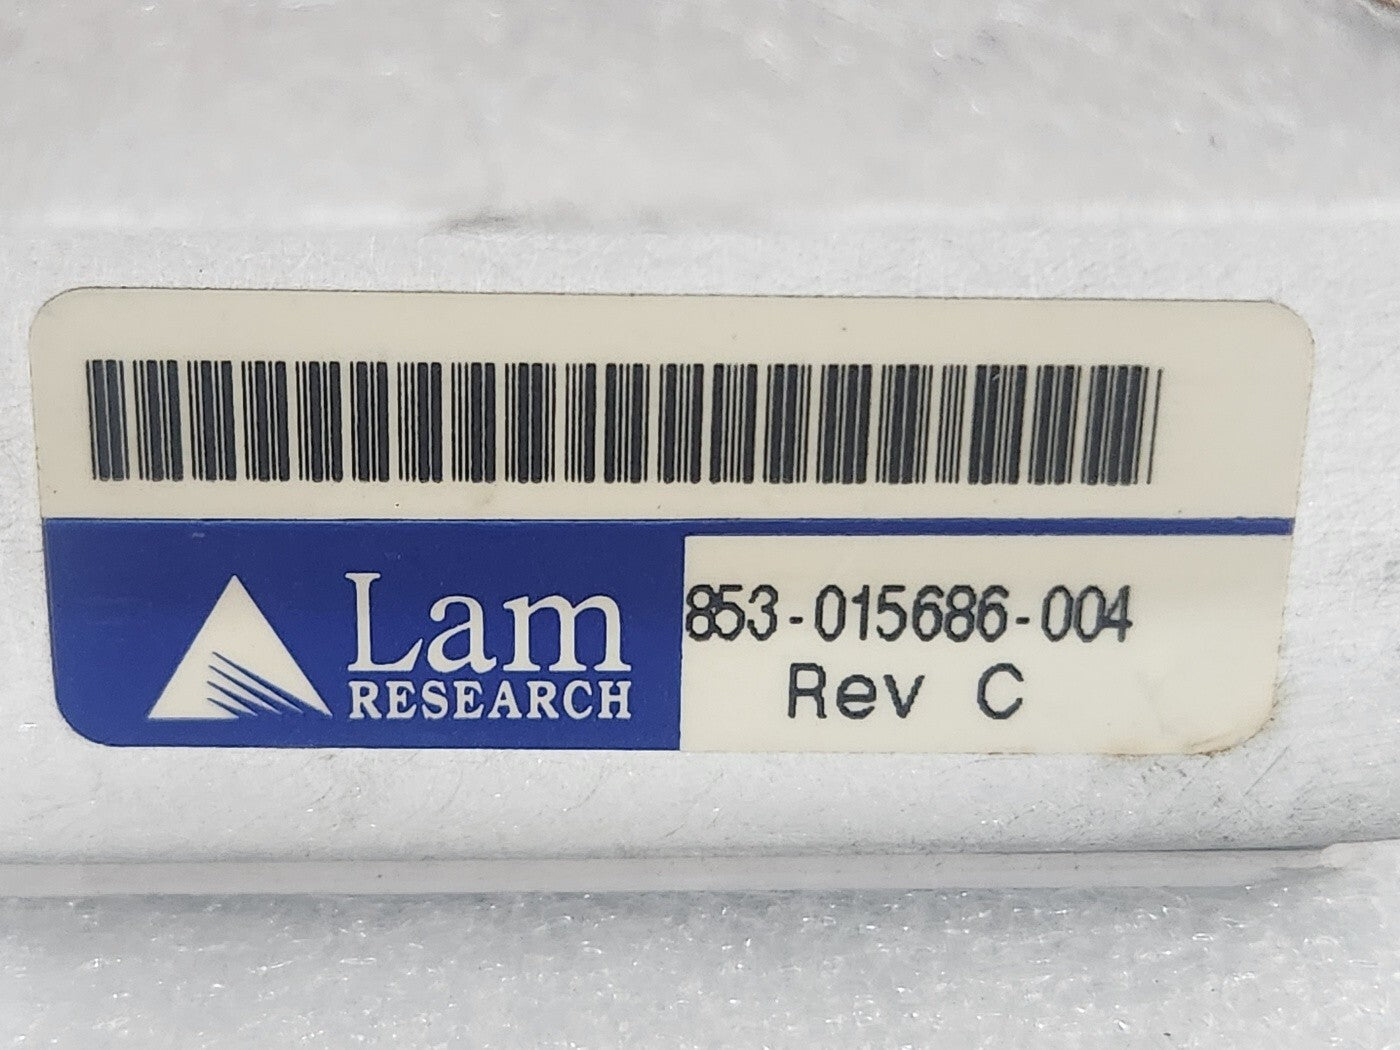 Lam
RESEARCH
853-015686-004
Rev C